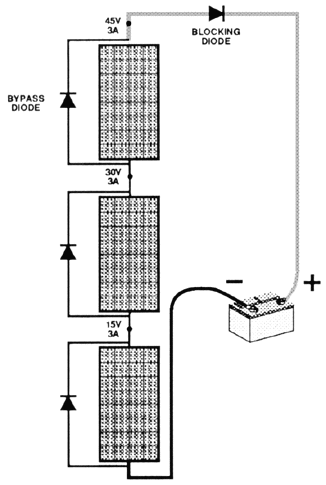 45V
3A
BLOCKING
DIODE
BYPASS
DIODE
30V
3A
15V
3A
− +